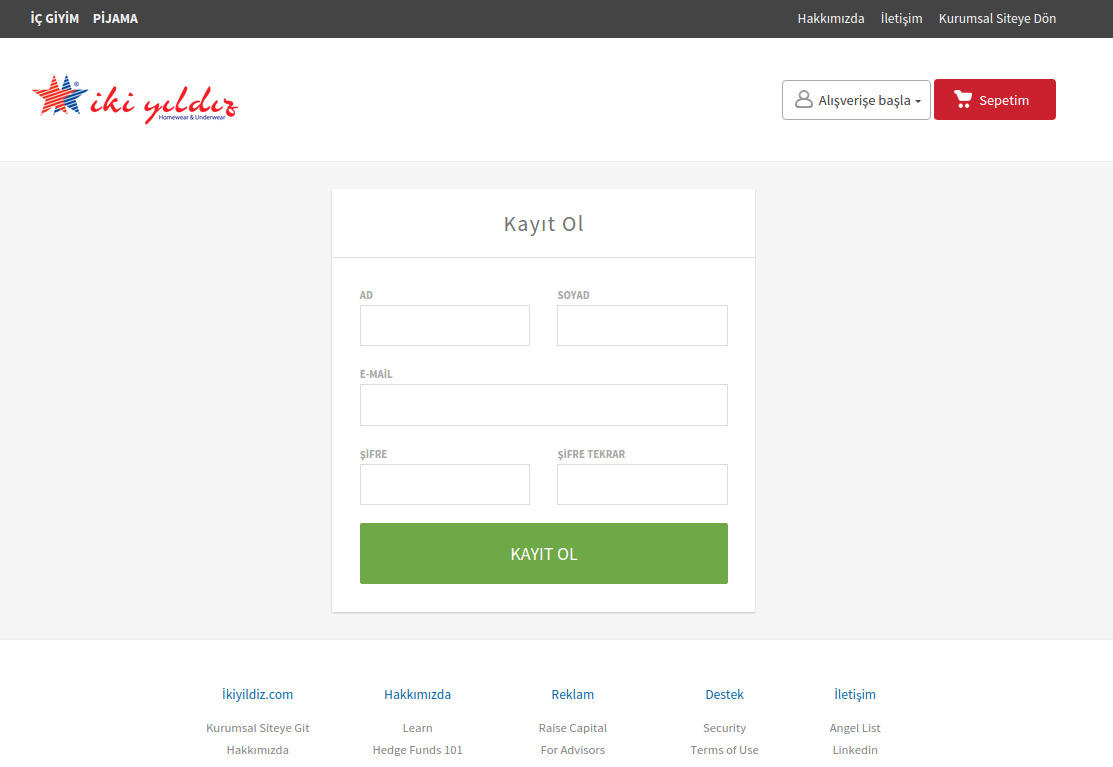 İÇ GİYİM PİJAMA Hakkımızda İletişim Kurumsal Siteye Dön
iki yıldız ®
Homewear & Underwear
Alışverişe başla Sepetim
Kayıt Ol
AD SOYAD
E-MAİL
ŞİFRE ŞİFRE TEKRAR
KAYIT OL
İkiyildiz.com Hakkımızda Reklam Destek İletişim
Kurumsal Siteye Git Learn Raise Capital Security Angel List
Hakkımızda Hedge Funds 101 For Advisors Terms of Use Linkedin